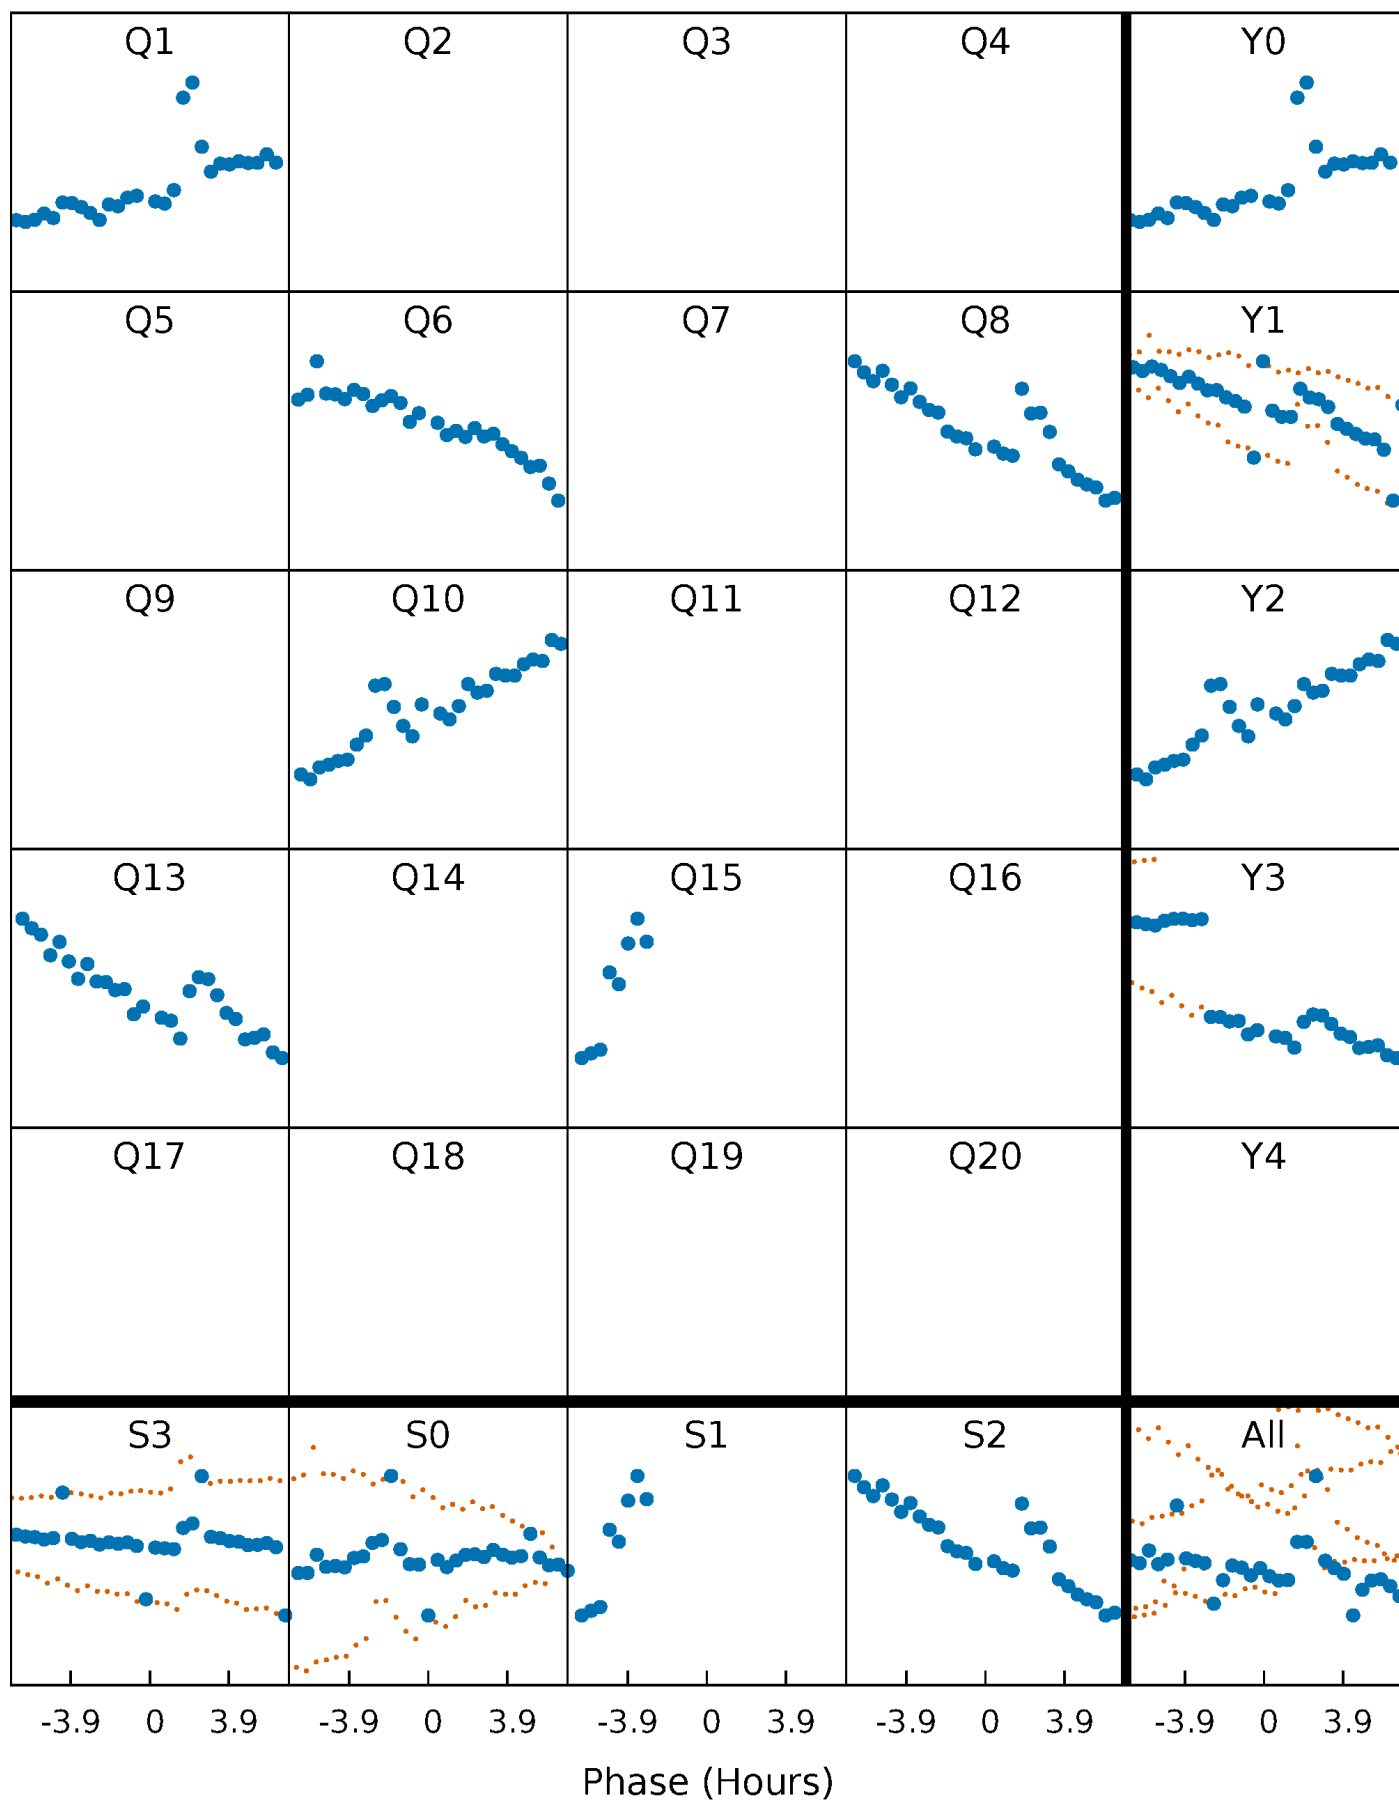 Q1 Q2 Q3 Q4 Y0
Q5 Q6 Q7 Q8 Y1
Q9 Q10 Q11 Q12 Y2
Q13 Q14 Q15 Q16 Y3
Q17 Q18 Q19 Q20 Y4
S3 S0 S1 S2 All
-3.9 0 3.9 -3.9 0 3.9 -3.9 0 3.9 -3.9 0 3.9 -3.9 0 3.9
Phase (Hours)